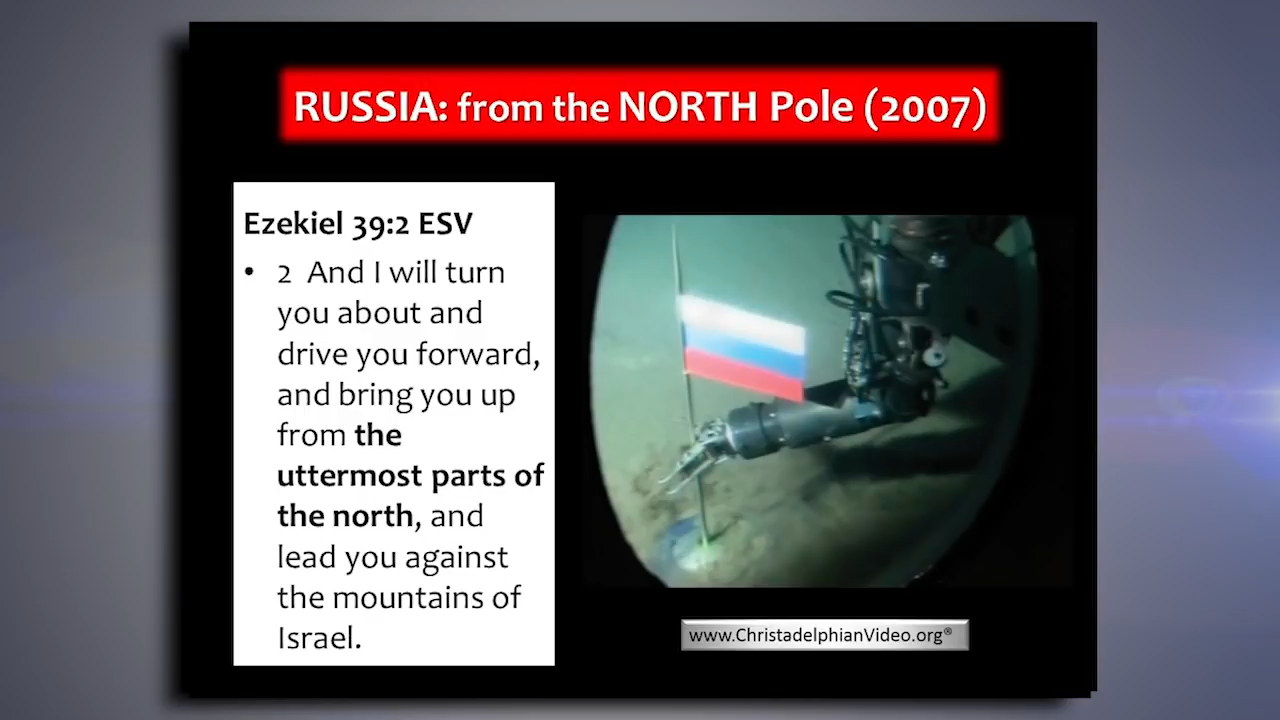 RUSSIA: from the NORTH Pole (2007)
Ezekiel 39:2 ESV
• 2 And I will turn
you about and
drive you forward,
and bring you up
from the
uttermost parts of
the north, and
lead you against
the mountains of
Israel.
www.ChristadelphianVideo.org®